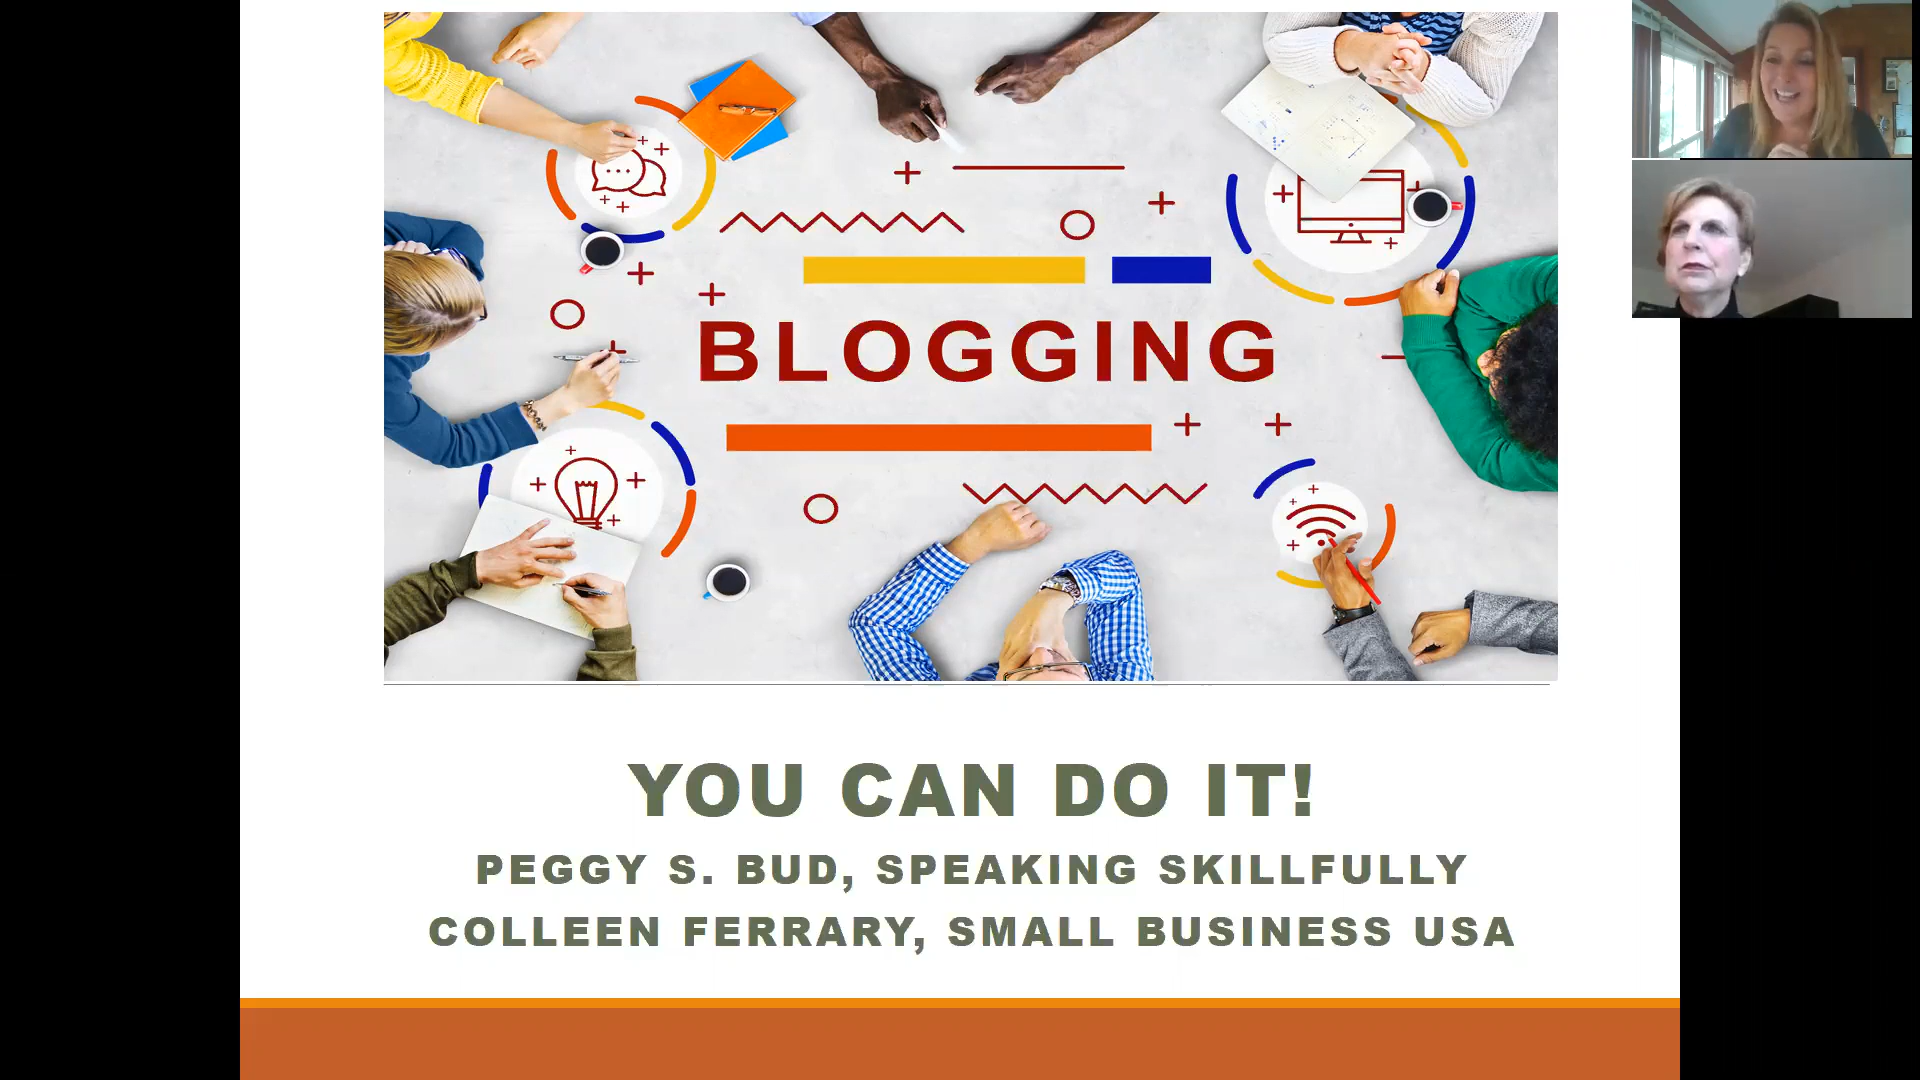 BLOGGING
YOU CAN DO IT!
PEGGY S. BUD, SPEAKING SKILLFULLY
COLLEEN FERRARY, SMALL BUSINESS USA